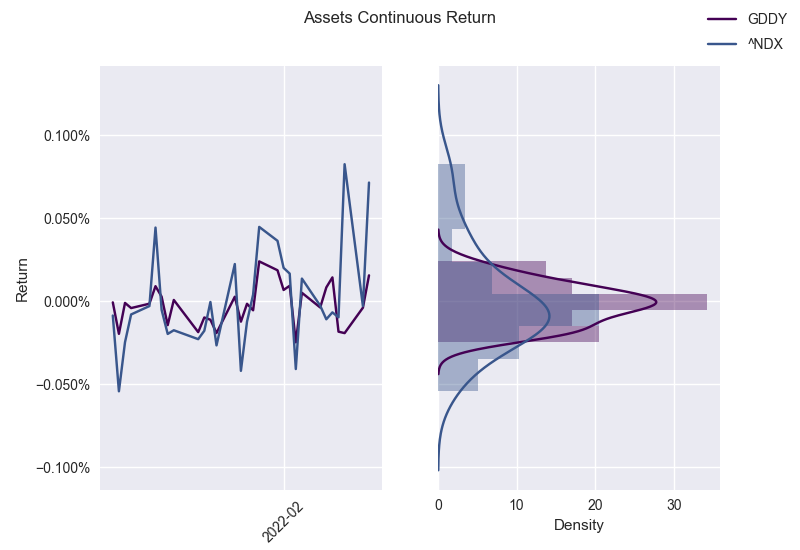 Assets Continuous Return
GDDY
^NDX
0.100%
0.050%
0.000%
−0.050%
−0.100%
Return
2022-02
0
10
20
30
Density